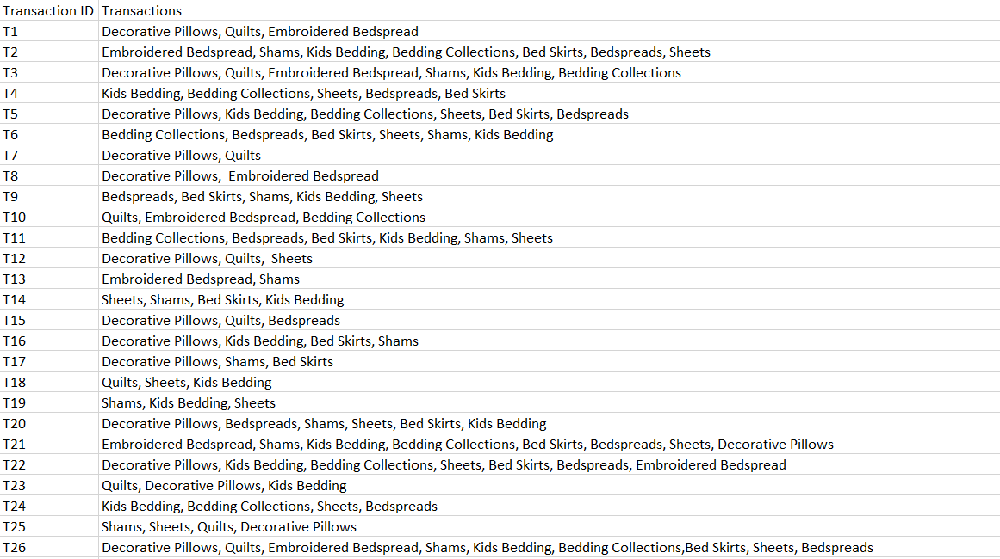 Transaction ID Transactions
T1 Decorative Pillows, Quilts, Embroidered Bedspread
T2 Embroidered Bedspread, Shams, Kids Bedding, Bedding Collections, Bed Skirts, Bedspreads, Sheets
T3 Decorative Pillows, Quilts, Embroidered Bedspread, Shams, Kids Bedding, Bedding Collections
T4 Kids Bedding, Bedding Collections, Sheets, Bedspreads, Bed Skirts
T5 Decorative Pillows, Kids Bedding, Bedding Collections, Sheets, Bed Skirts, Bedspreads
T6 Bedding Collections, Bedspreads, Bed Skirts, Sheets, Shams, Kids Bedding
T7 Decorative Pillows, Quilts
T8 Decorative Pillows,  Embroidered Bedspread
T9 Bedspreads, Bed Skirts, Shams, Kids Bedding, Sheets
T10 Quilts, Embroidered Bedspread, Bedding Collections
T11 Bedding Collections, Bedspreads, Bed Skirts, Kids Bedding, Shams, Sheets
T12 Decorative Pillows, Quilts,  Sheets
T13 Embroidered Bedspread, Shams
T14 Sheets, Shams, Bed Skirts, Kids Bedding
T15 Decorative Pillows, Quilts, Bedspreads
T16 Decorative Pillows, Kids Bedding, Bed Skirts, Shams
T17 Decorative Pillows, Shams, Bed Skirts
T18 Quilts, Sheets, Kids Bedding
T19 Shams, Kids Bedding, Sheets
T20 Decorative Pillows, Bedspreads, Shams, Sheets, Bed Skirts, Kids Bedding
T21 Embroidered Bedspread, Shams, Kids Bedding, Bedding Collections, Bed Skirts, Bedspreads, Sheets, Decorative Pillows
T22 Decorative Pillows, Kids Bedding, Bedding Collections, Sheets, Bed Skirts, Bedspreads, Embroidered Bedspread
T23 Quilts, Decorative Pillows, Kids Bedding
T24 Kids Bedding, Bedding Collections, Sheets, Bedspreads
T25 Shams, Sheets, Quilts, Decorative Pillows
T26 Decorative Pillows, Quilts, Embroidered Bedspread, Shams, Kids Bedding, Bedding Collections,Bed Skirts, Sheets, Bedspreads